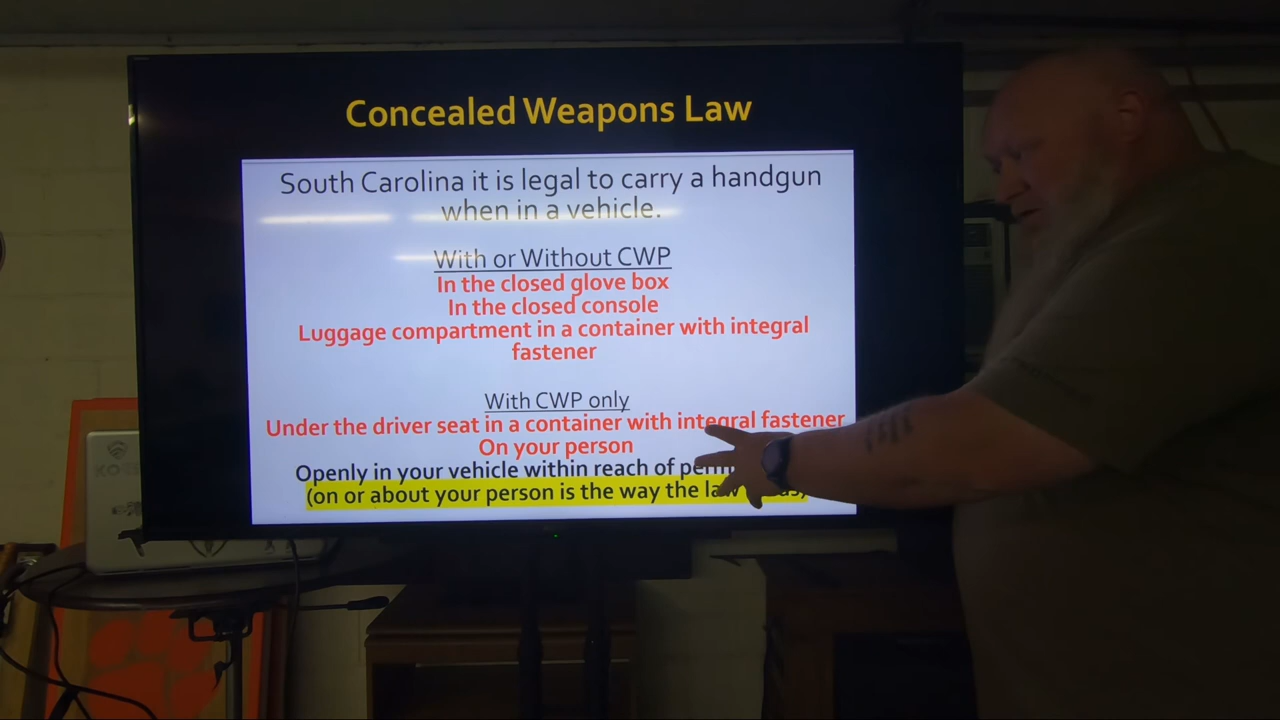 Concealed Weapons Law
South Carolina it is legal to carry a handgun
when in a vehicle.
With or Without CWP
In the closed glove box
In the closed console
Luggage compartment in a container with integral
fastener
With CWP only
Under the driver seat in a container with integral fastener
On your person
Openly in your vehicle within reach of
(on or about your person is the way the law